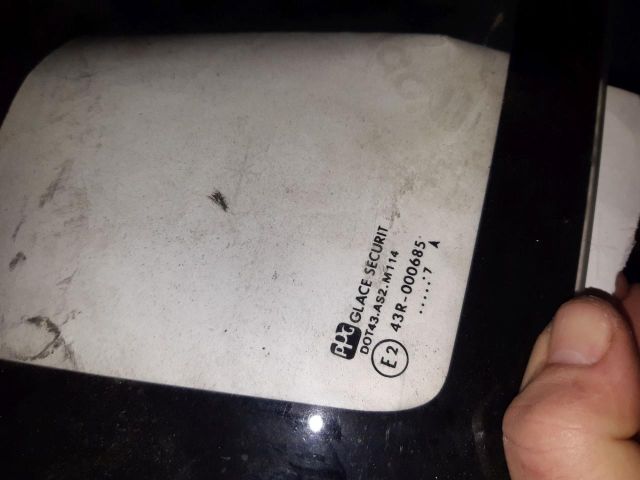 PPG GLACE SECURIT
DOT43.AS2.M114
E2 43R-000685
.....7 A